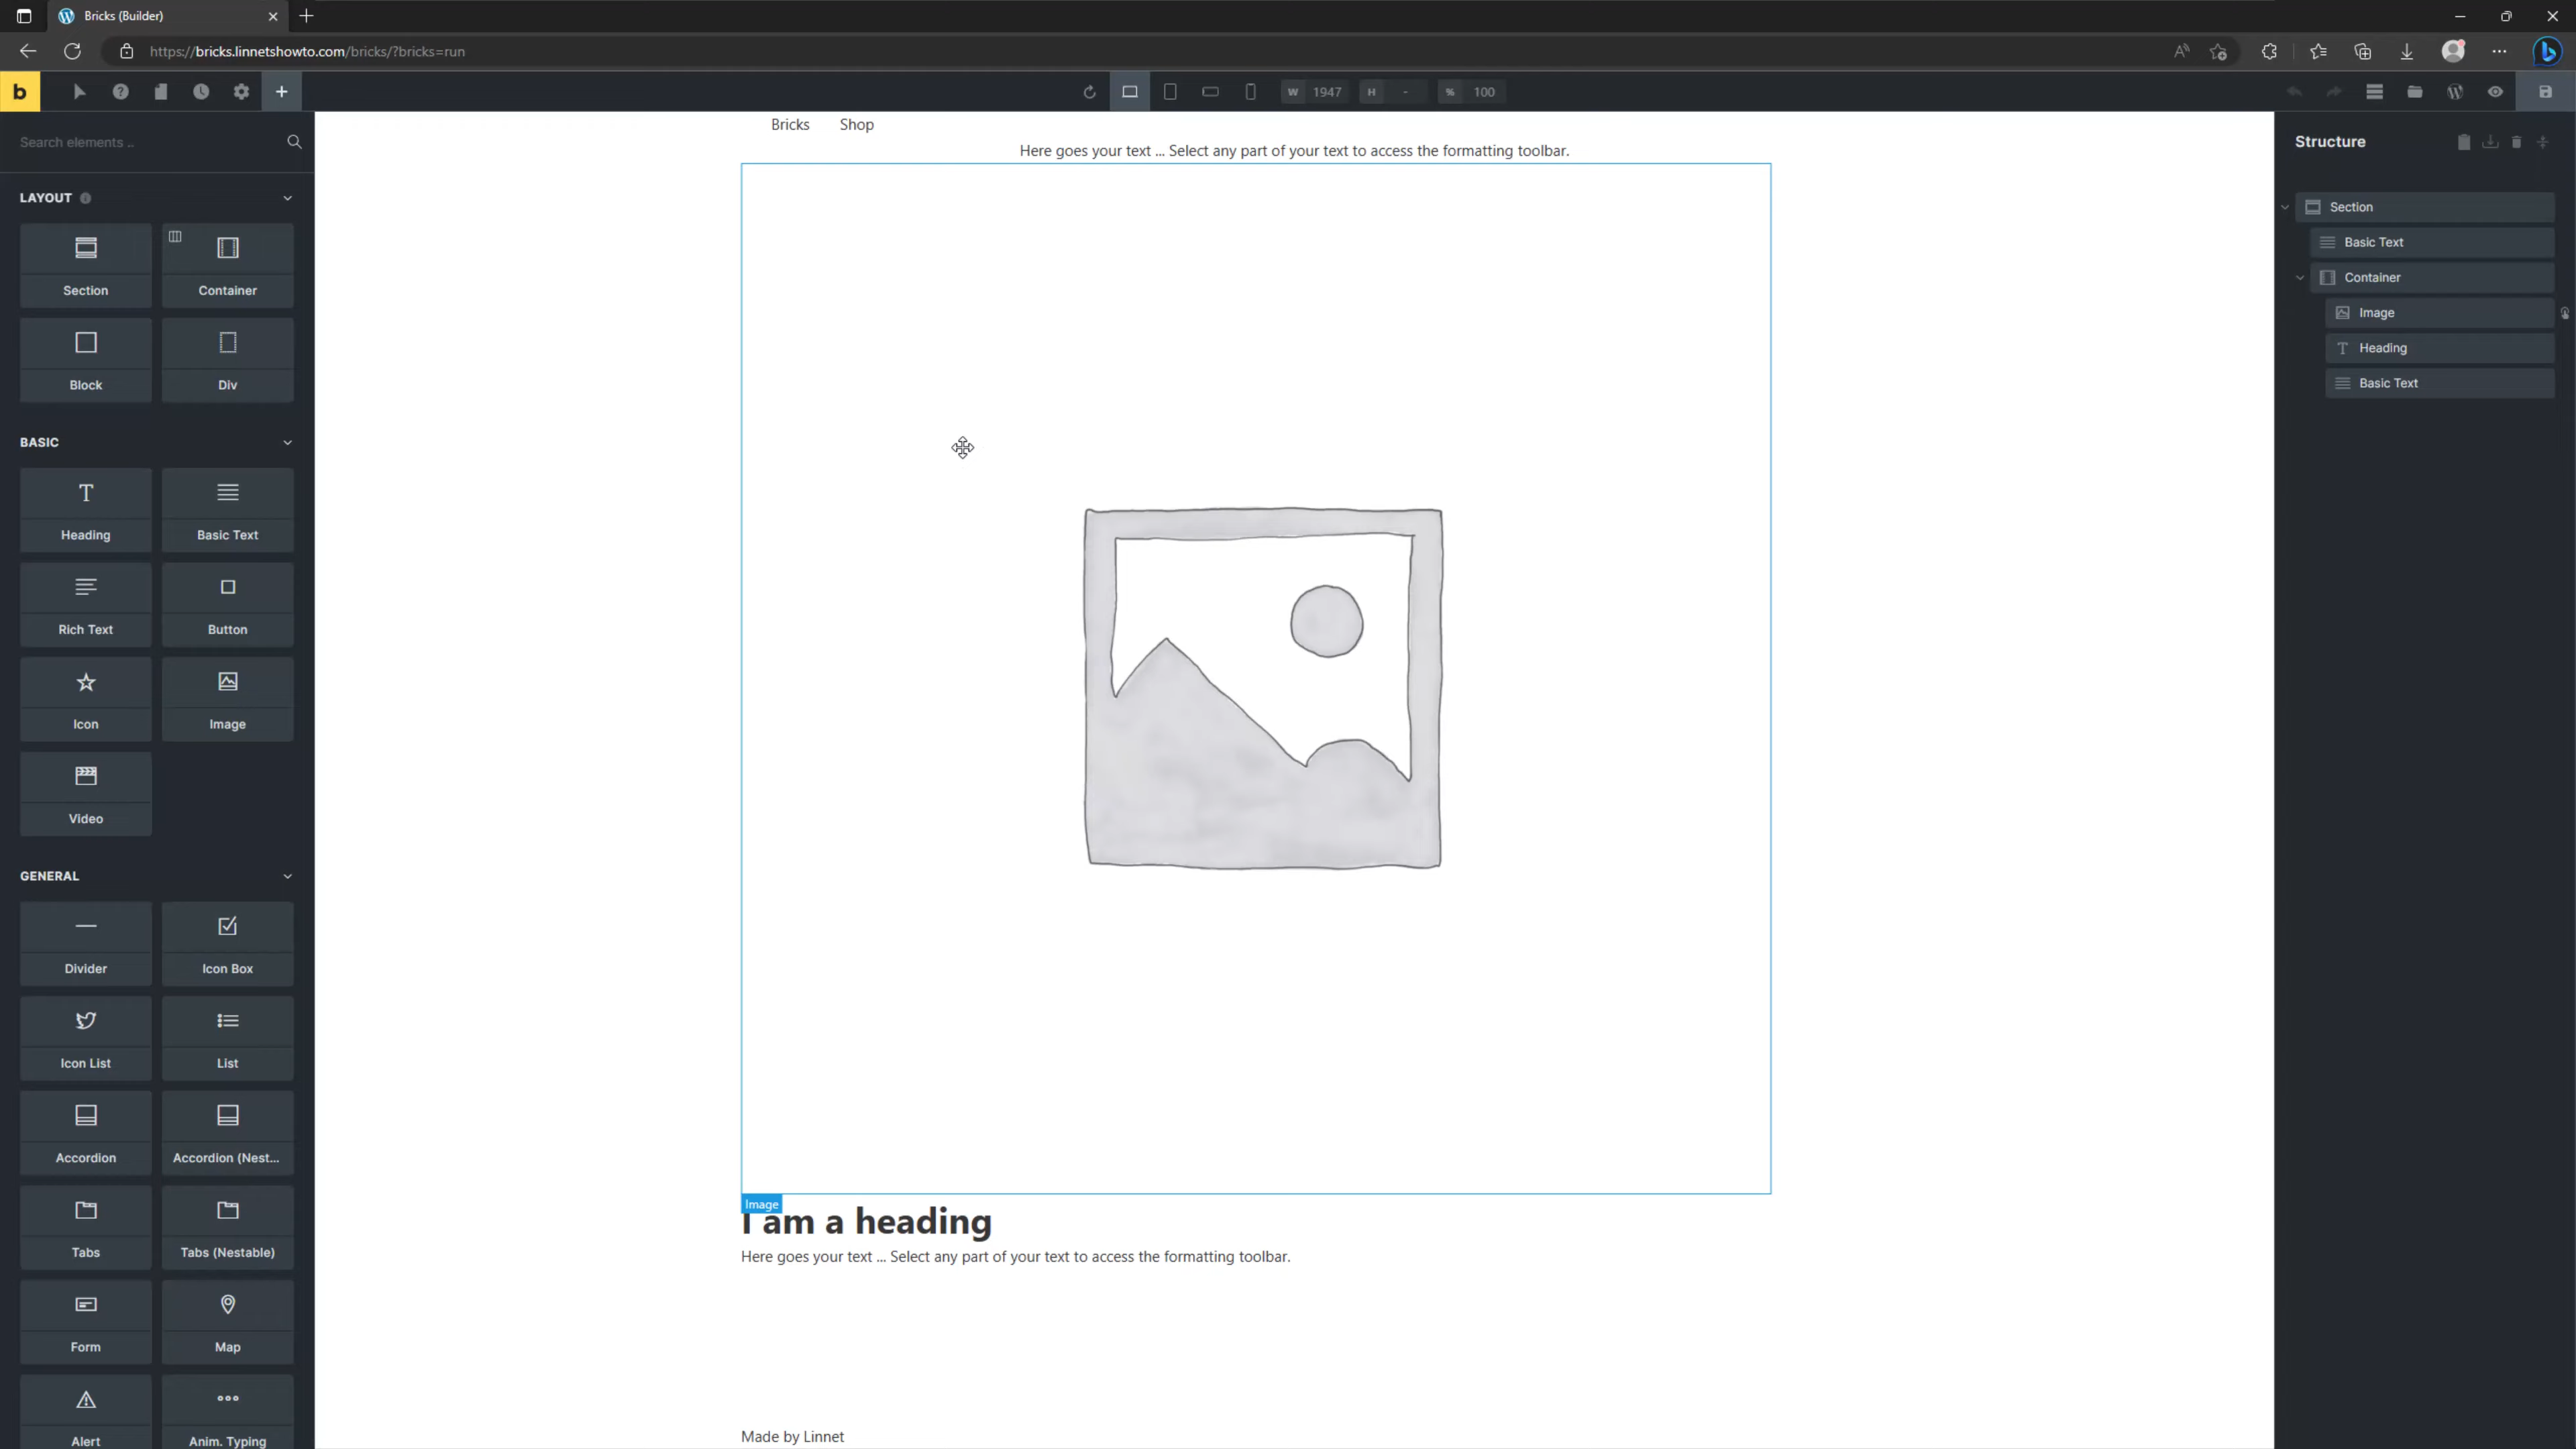 Bricks (Builder)
https://bricks.linnetshowto.com/bricks/?bricks=run
b
W 1947 H - % 100
Search elements ..
LAYOUT
Section Container
Block Div
BASIC
Heading Basic Text
Rich Text Button
Icon Image
Video
GENERAL
Divider Icon Box
Icon List List
Accordion Accordion (Nest...
Tabs Tabs (Nestable)
Form Map
Alert Anim. Typing
Bricks Shop
Here goes your text ... Select any part of your text to access the formatting toolbar.
Image
I am a heading
Here goes your text ... Select any part of your text to access the formatting toolbar.
Made by Linnet
Structure
Section
Basic Text
Container
Image
Heading
Basic Text